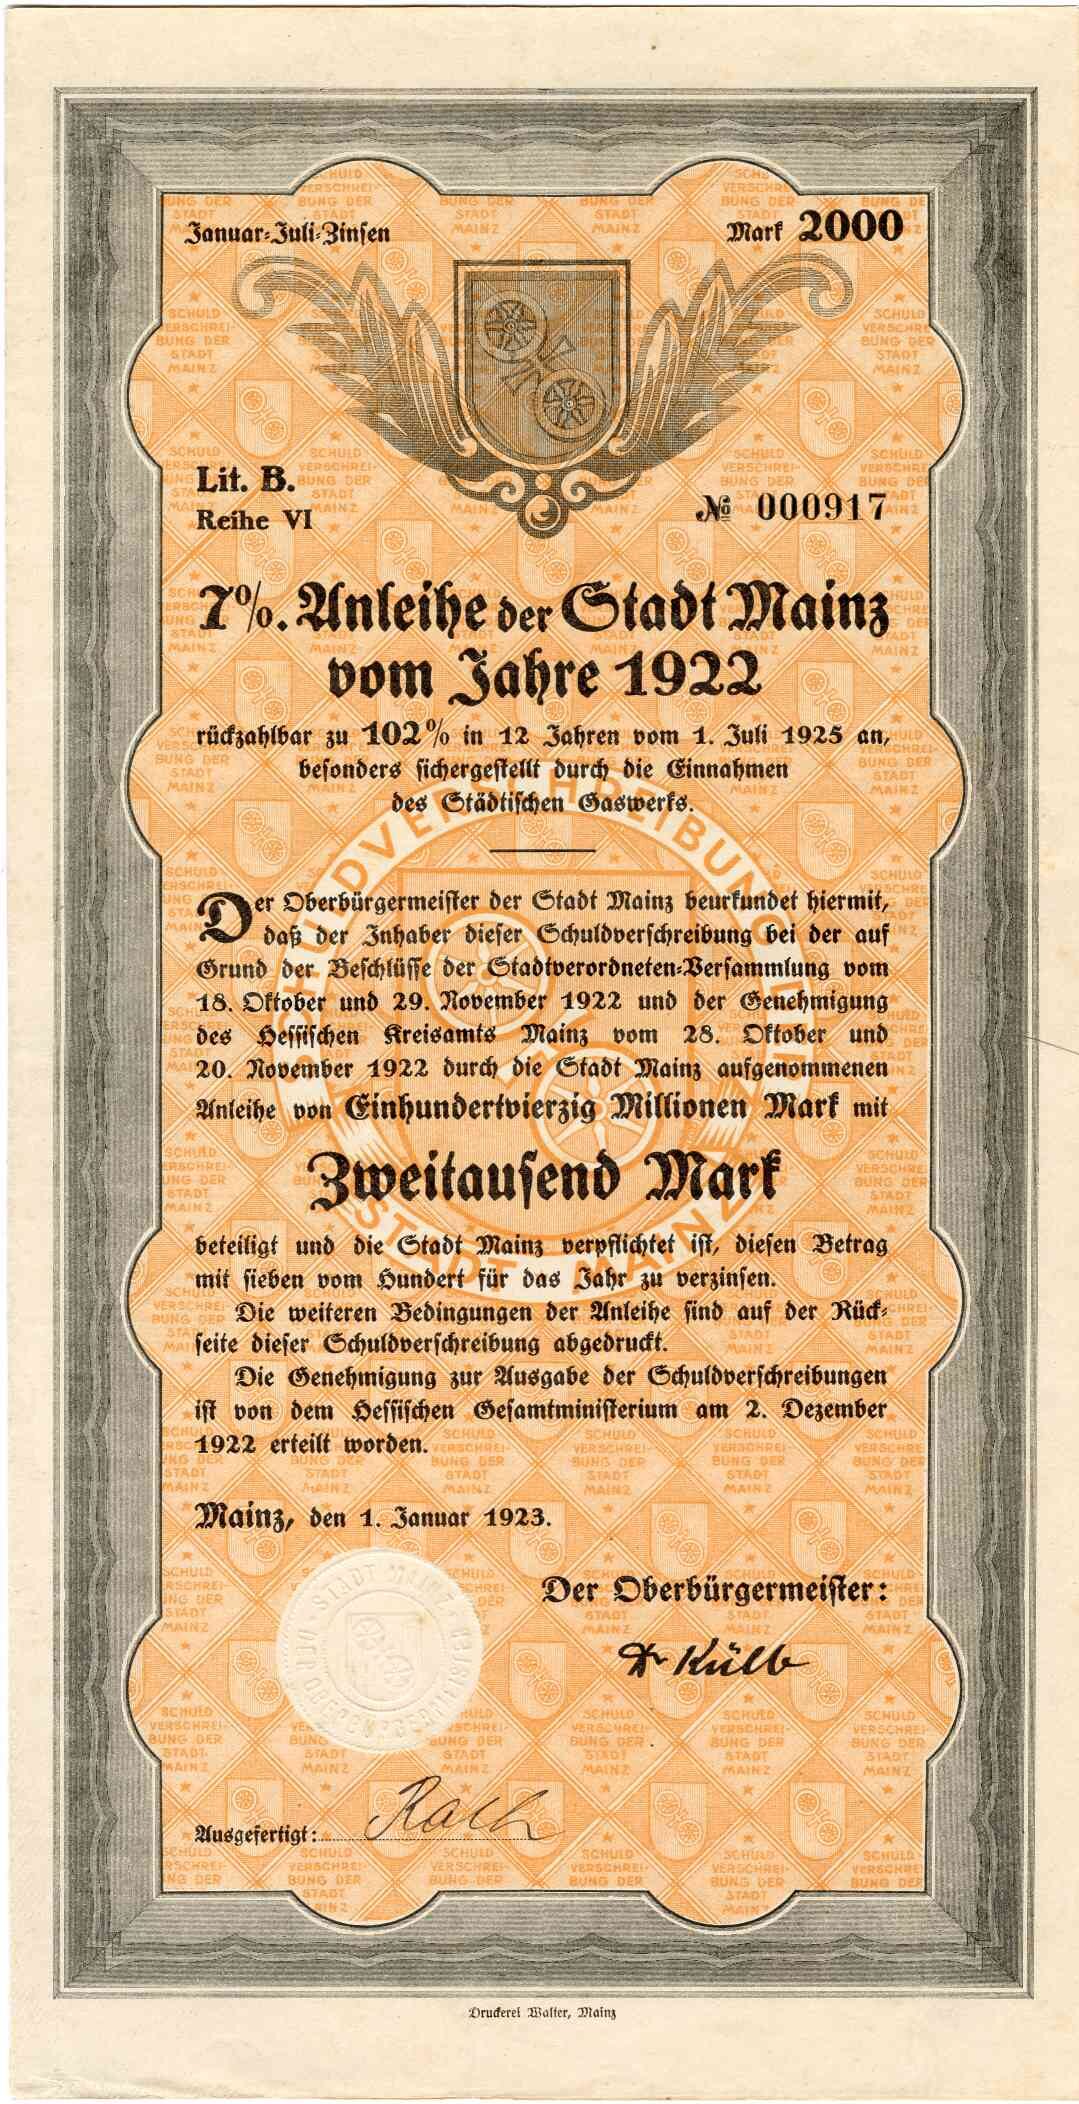 Januar-Juli-Zinsen Mark 2000
Lit. B.
Reihe VI № 000917
7%. Anleihe der Stadt Mainz
vom Jahre 1922
rückzahlbar zu 102% in 12 Jahren vom 1. Juli 1925 an,
besonders sichergestellt durch die Einnahmen
des Städtischen Gaswerks.
Der Oberbürgermeister der Stadt Mainz beurkundet hiermit,
daß der Inhaber dieser Schuldverschreibung bei der auf
Grund der Beschlüsse der Stadtverordneten-Versammlung vom
18. Oktober und 29. November 1922 und der Genehmigung
des Hessischen Kreisamts Mainz vom 28. Oktober und
20. November 1922 durch die Stadt Mainz aufgenommenen
Anleihe von Einhundertvierzig Millionen Mark mit
Zweitausend Mark
beteiligt und die Stadt Mainz verpflichtet ist, diesen Betrag
mit sieben vom Hundert für das Jahr zu verzinsen.
Die weiteren Bedingungen der Anleihe sind auf der Rück-
seite dieser Schuldverschreibung abgedruckt.
Die Genehmigung zur Ausgabe der Schuldverschreibungen
ist von dem Hessischen Gesamtministerium am 2. Dezember
1922 erteilt worden.
Mainz, den 1. Januar 1923.
Der Oberbürgermeister:
Dr Külb
Ausgefertigt:
Druckerei Walter, Mainz
SCHULD
VERSCHREI-
BUNG DER
STADT
MAINZ